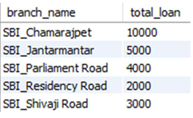 branch_name total_loan
SBI_Chamarajpet 10000
SBI_Jantarmantar 5000
SBI_Parliament Road 4000
SBI_Residency Road 2000
SBI_Shivaji Road 3000